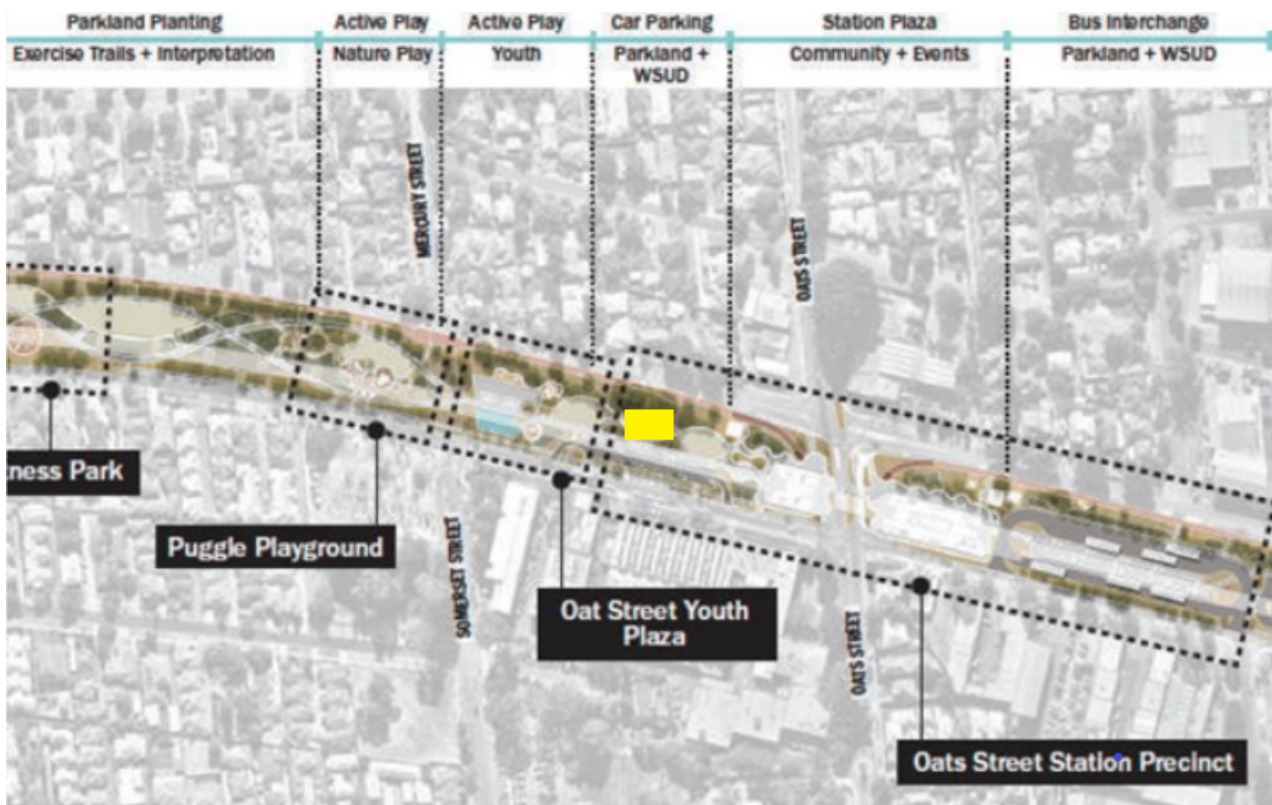 Parkland Planting
Active Play
Active Play
Car Parking
Station Plaza
Bus Interchange
Exercise Trails + Interpretation
Nature Play
Youth
Parkland +
WSUD
Community + Events
Parkland + WSUD
MERCURY STREET
OATS STREET
ness Park
Puggle Playground
SOMERSET STREET
Oat Street Youth
Plaza
OATS STREET
Oats Street Station Precinct